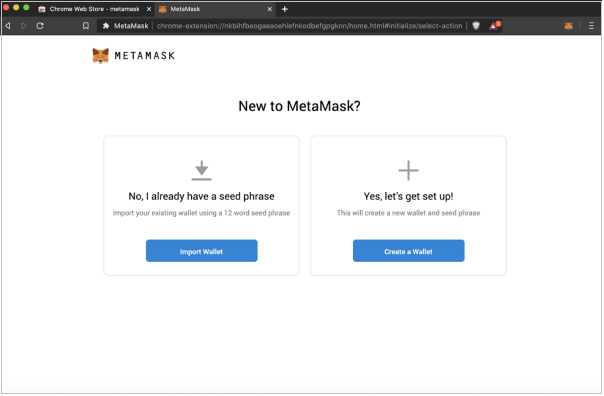 Chrome Web Store - metamask
MetaMask
MetaMask chrome-extension://nkbihfbeogaeaoehlefnkodbefgpgknn/home.html#initialize/select-action
METAMASK
New to MetaMask?
No, I already have a seed phrase
Import your existing wallet using a 12 word seed phrase
Import Wallet
Yes, let’s get set up!
This will create a new wallet and seed phrase
Create a Wallet